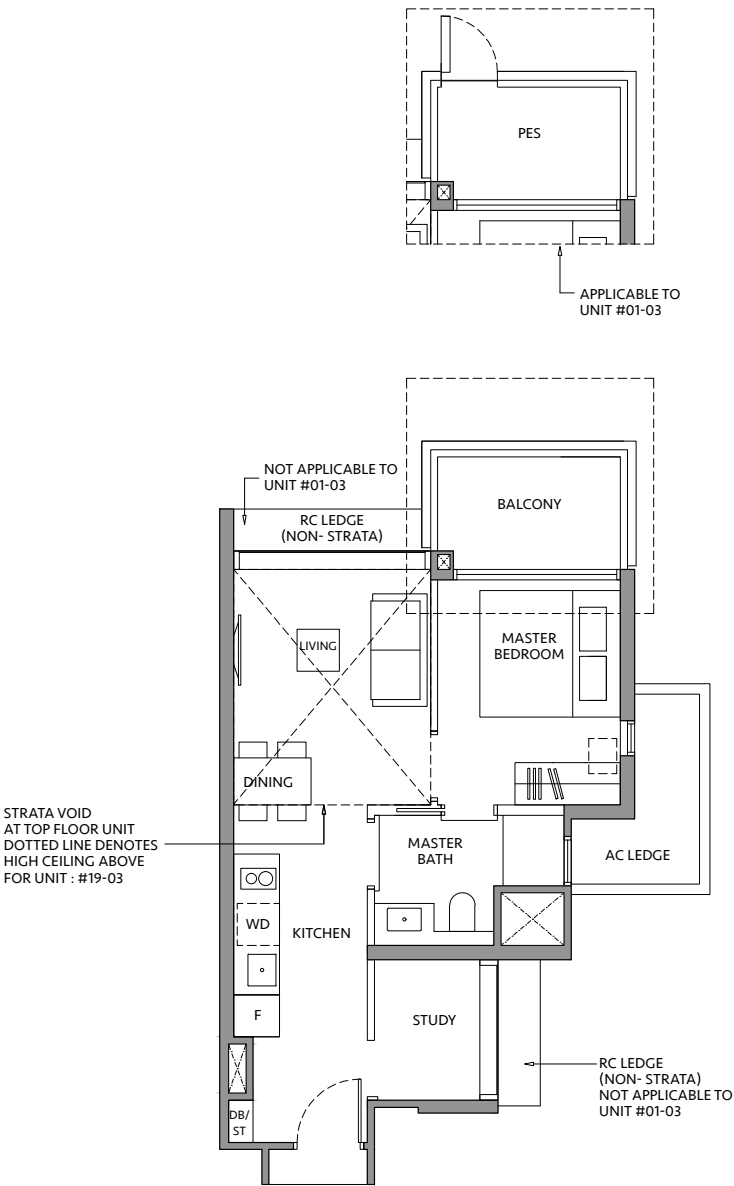 PES
APPLICABLE TO
UNIT #01-03
NOT APPLICABLE TO
UNIT #01-03
RC LEDGE
(NON- STRATA)
BALCONY
LIVING
MASTER
BEDROOM
DINING
STRATA VOID
AT TOP FLOOR UNIT
DOTTED LINE DENOTES
HIGH CEILING ABOVE
FOR UNIT : #19-03
MASTER
BATH
AC LEDGE
WD
KITCHEN
F
STUDY
RC LEDGE
(NON- STRATA)
NOT APPLICABLE TO
UNIT #01-03
DB/
ST